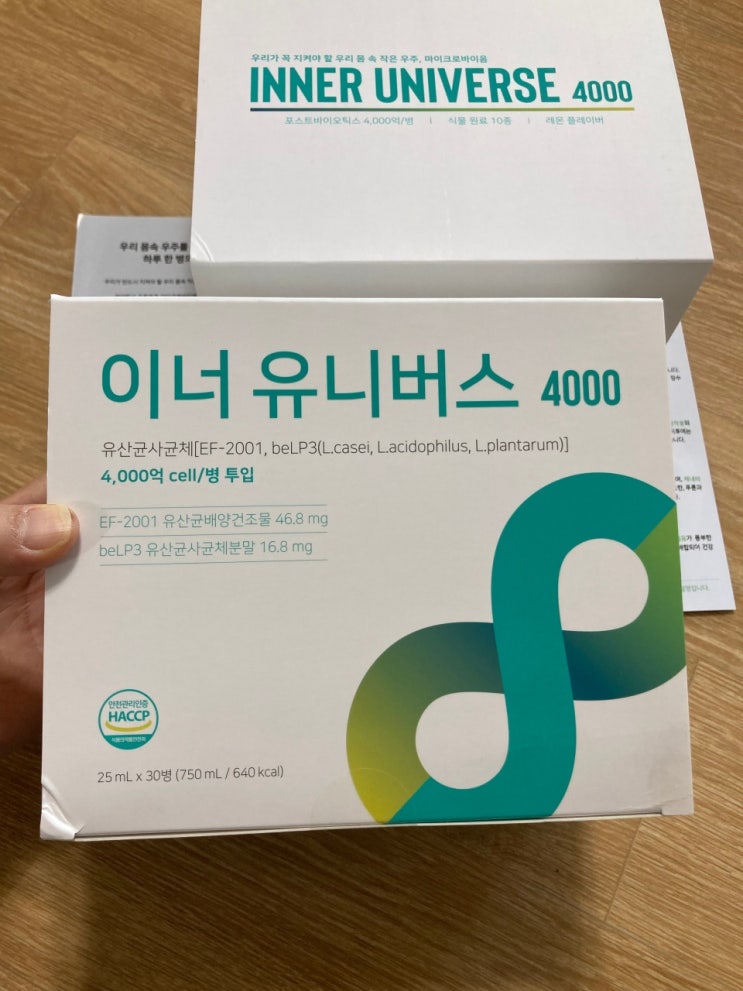 우리가 꼭 지켜야 할 우리 몸 속 작은 우주, 마이크로바이옴
INNER UNIVERSE 4000
포스트바이오틱스 4,000억/병 | 식물 원료 10종 | 레몬 플레이버
우리 몸속 우주를
하루 한 병의
이너 유니버스 4000
유산균사균체[EF-2001, beLP3(L.casei, L.acidophilus, L.plantarum)]
4,000억 cell/병 투입
EF-2001 유산균배양건조물 46.8 mg
beLP3 유산균사균체분말 16.8 mg
안전관리인증
HACCP
식품의약품안전처
25 mL x 30병 (750 mL / 640 kcal)